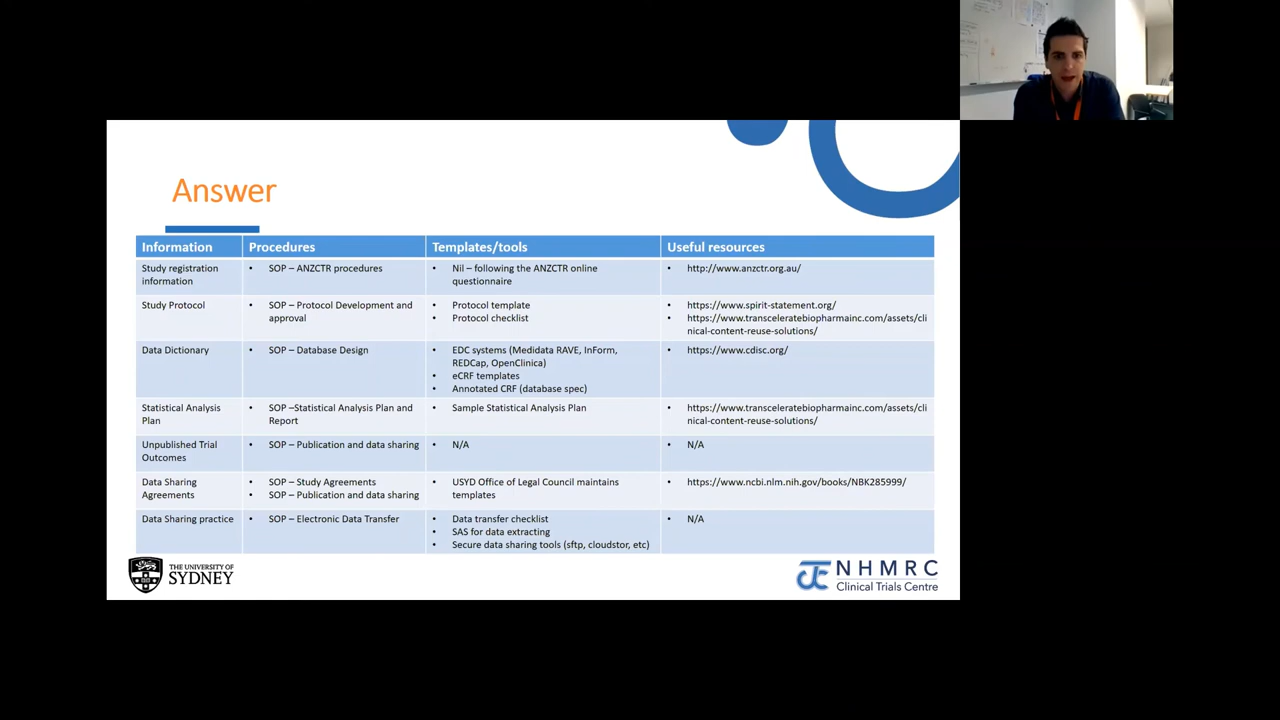 Answer
Information Procedures Templates/tools Useful resources
Study registration
information
• SOP – ANZCTR procedures
• Nil – following the ANZCTR online
questionnaire
• http://www.anzctr.org.au/
Study Protocol
• SOP – Protocol Development and
approval
• Protocol template
• Protocol checklist
• https://www.spirit-statement.org/
• https://www.transceleratebiopharmainc.com/assets/cli
nical-content-reuse-solutions/
Data Dictionary
• SOP – Database Design
• EDC systems (Medidata RAVE, InForm,
REDCap, OpenClinica)
• eCRF templates
• Annotated CRF (database spec)
• https://www.cdisc.org/
Statistical Analysis
Plan
• SOP –Statistical Analysis Plan and
Report
• Sample Statistical Analysis Plan
• https://www.transceleratebiopharmainc.com/assets/cli
nical-content-reuse-solutions/
Unpublished Trial
Outcomes
• SOP – Publication and data sharing
• N/A
• N/A
Data Sharing
Agreements
• SOP – Study Agreements
• SOP – Publication and data sharing
• USYD Office of Legal Council maintains
templates
• https://www.ncbi.nlm.nih.gov/books/NBK285999/
Data Sharing practice
• SOP – Electronic Data Transfer
• Data transfer checklist
• SAS for data extracting
• Secure data sharing tools (sftp, cloudstor, etc)
• N/A
THE UNIVERSITY OF
SYDNEY
NHMRC
Clinical Trials Centre